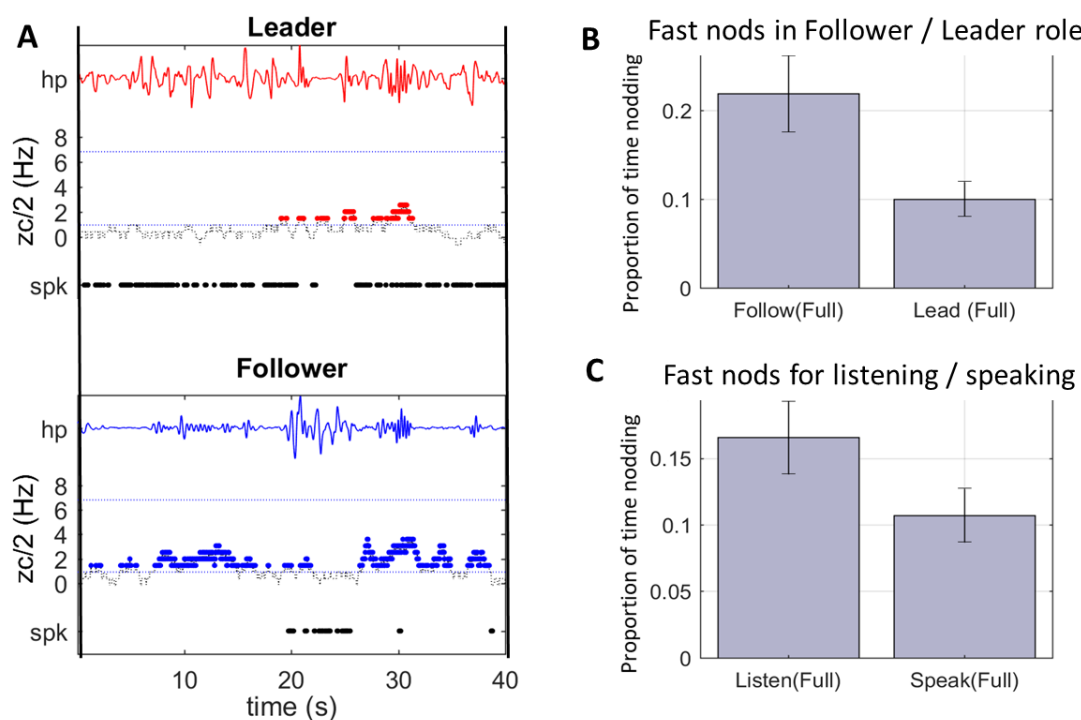 A
Leader
hp
8
6
zc/2 (Hz)
4
2
0
spk
Follower
hp
8
6
zc/2 (Hz)
4
2
0
spk
10 20 30 40
time (s)
B Fast nods in Follower / Leader role
Proportion of time nodding
0.2
0.1
0
Follow(Full) Lead (Full)
C Fast nods for listening / speaking
Proportion of time nodding
0.15
0.1
0.05
0
Listen(Full) Speak(Full)